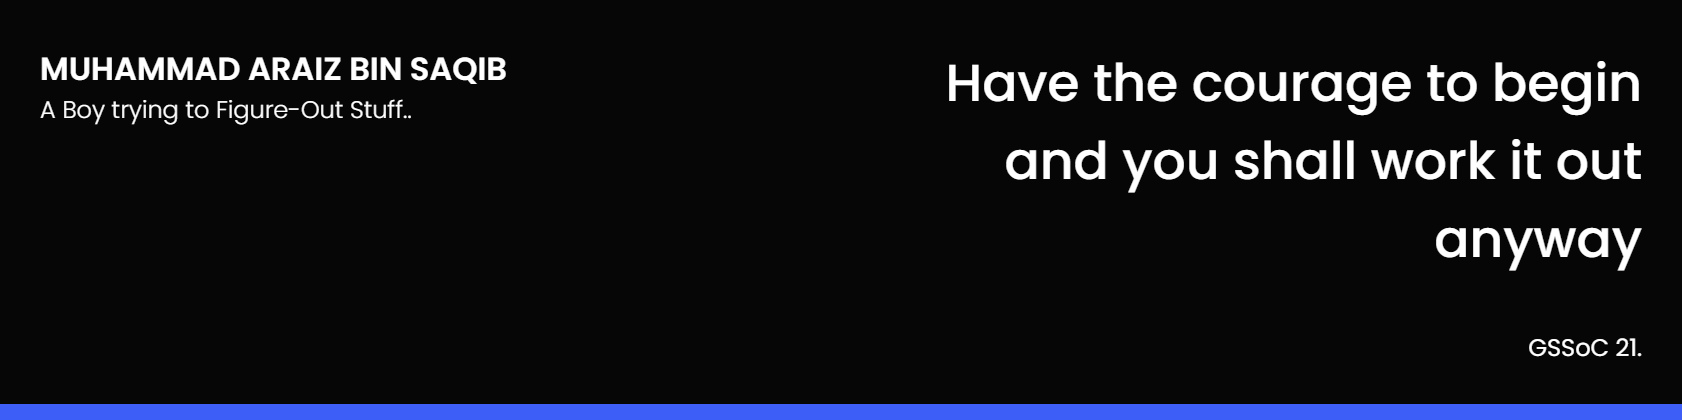 MUHAMMAD ARAIZ BIN SAQIB
A Boy trying to Figure-Out Stuff..
Have the courage to begin
and you shall work it out
anyway
GSSoC 21.